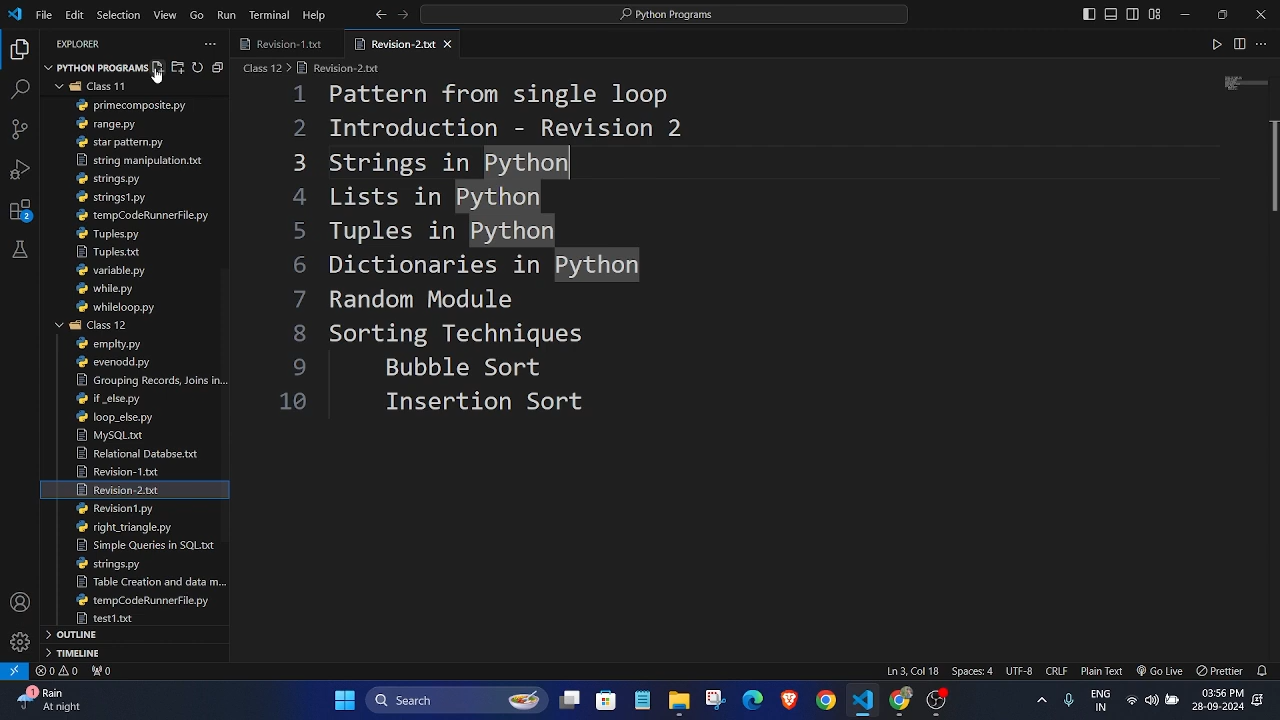 File Edit Selection View Go Run Terminal Help
Python Programs
EXPLORER
Revision-1.txt
Revision-2.txt
PYTHON PROGRAMS
Class 12 > Revision-2.txt
Class 11
primecomposite.py
range.py
star pattern.py
string manipulation.txt
strings.py
strings1.py
tempCodeRunnerFile.py
Tuples.py
Tuples.txt
variable.py
while.py
whileloop.py
Class 12
empIty.py
evenodd.py
Grouping Records, Joins in...
if _else.py
loop_else.py
MySQL.txt
Relational Databse.txt
Revision-1.txt
Revision-2.txt
Revision1.py
right_triangle.py
Simple Queries in SQL.txt
strings.py
Table Creation and data m...
tempCodeRunnerFile.py
test1.txt
OUTLINE
TIMELINE
2
1 Pattern from single loop
2 Introduction - Revision 2
3 Strings in Python
4 Lists in Python
5 Tuples in Python
6 Dictionaries in Python
7 Random Module
8 Sorting Techniques
9 Bubble Sort
10 Insertion Sort
0 0 0
Ln 3, Col 18 Spaces: 4 UTF-8 CRLF Plain Text Go Live Prettier
1
Rain
At night
Search
ENG
IN
03:56 PM
28-09-2024